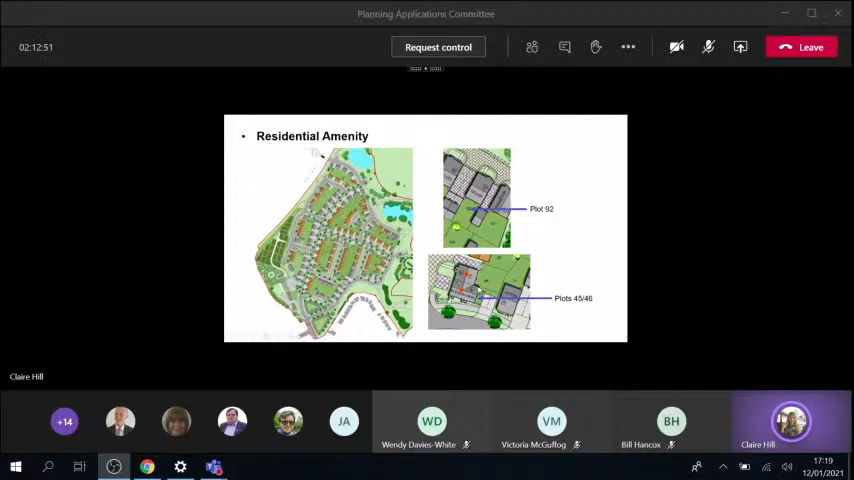 Planning Applications Committee
02:12:51
Request control
Leave
• Residential Amenity
Plot 92
Plots 45/46
Claire Hill
+14
JA
WD
VM
BH
Wendy Davies-White
Victoria McGuffog
Bill Hancox
Claire Hill
17:19
12/01/2021